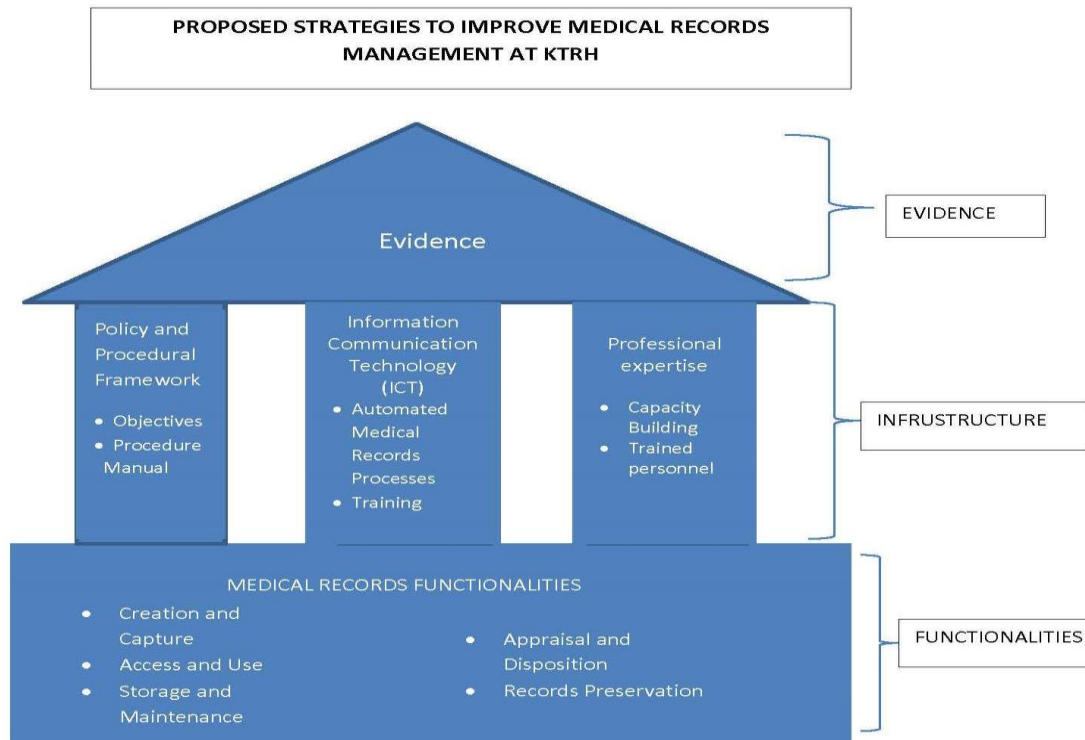 PROPOSED STRATEGIES TO IMPROVE MEDICAL RECORDS
MANAGEMENT AT KTRH
Evidence
EVIDENCE
Policy and
Procedural
Framework
• Objectives
• Procedure
Manual
Information
Communication
Technology
(ICT)
• Automated
Medical
Records
Processes
• Training
Professional
expertise
• Capacity
Building
• Trained
personnel
INFRUSTRUCTURE
MEDICAL RECORDS FUNCTIONALITIES
• Creation and
Capture
• Access and Use
• Storage and
Maintenance
• Appraisal and
Disposition
• Records Preservation
FUNCTIONALITIES